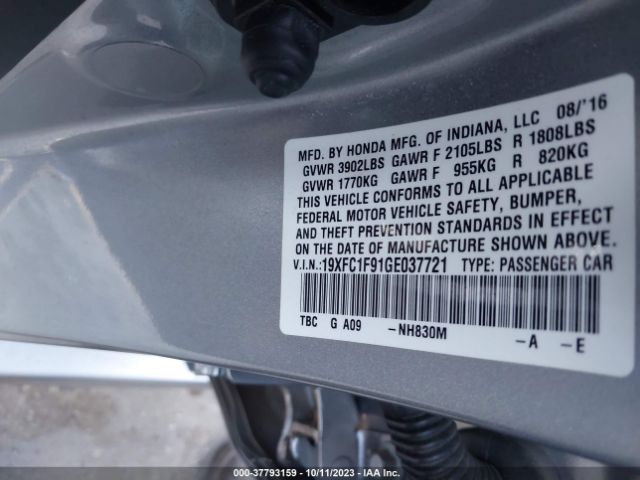 MFD. BY HONDA MFG. OF INDIANA, LLC 08/'16
GVWR 3902LBS GAWR F 2105LBS R 1808LBS
GVWR 1770KG GAWR F 955KG R 820KG
THIS VEHICLE CONFORMS TO ALL APPLICABLE
FEDERAL MOTOR VEHICLE SAFETY, BUMPER,
AND THEFT PREVENTION STANDARDS IN EFFECT
ON THE DATE OF MANUFACTURE SHOWN ABOVE.
V.I.N.:19XFC1F91GE037721 TYPE: PASSENGER CAR
TBC G A09 -NH830M -A -E
000-37793159 - 10/11/2023 - IAA Inc.